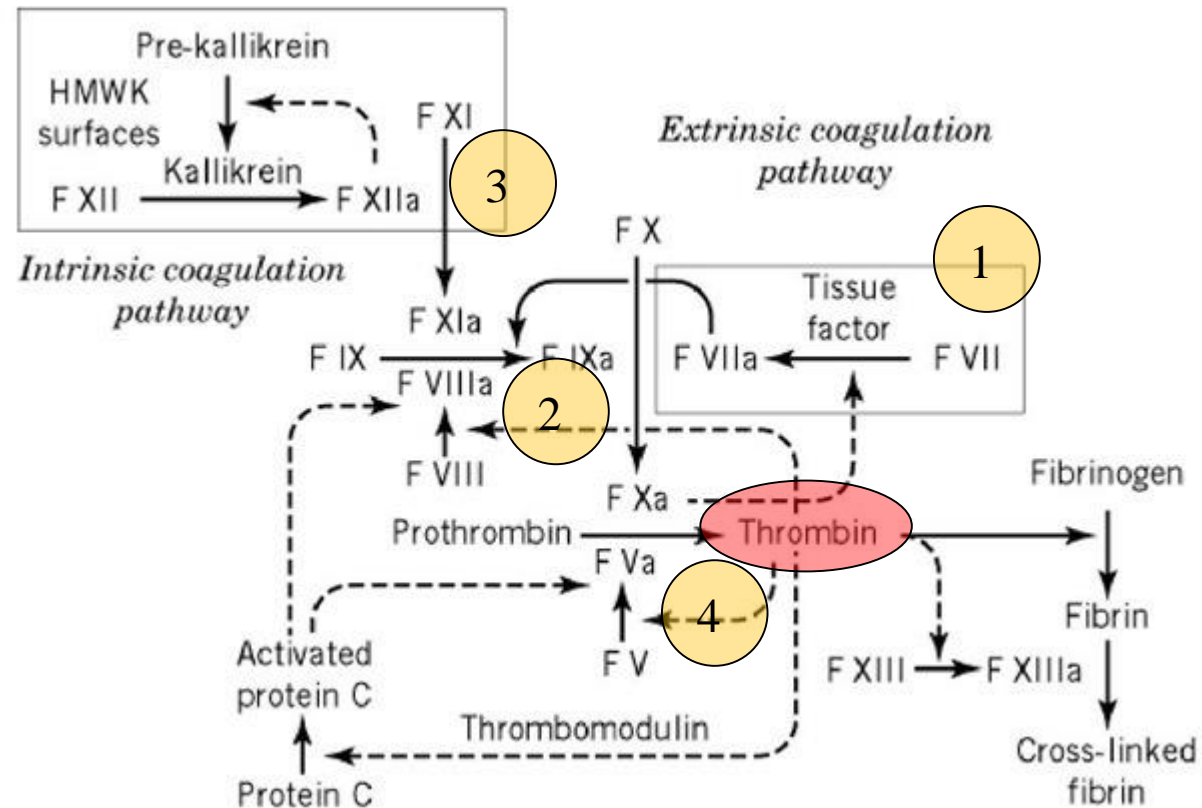 Pre-kallikrein
HMWK
surfaces
F XI
Kallikrein
F XII
F XIIa
3
Extrinsic coagulation
pathway
Intrinsic coagulation
pathway
F X
1
Tissue
factor
F XIa
F IX
F IXa
F VIIa
F VII
F VIIIa
2
F VIII
F Xa
Fibrinogen
Prothrombin
Thrombin
F Va
4
Fibrin
F V
F XIII
F XIIIa
Activated
protein C
Thrombomodulin
Cross-linked
fibrin
Protein C